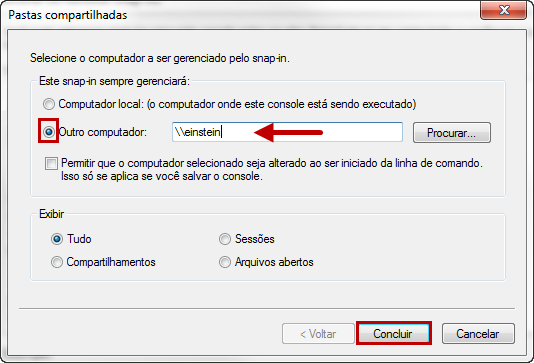 Pastas compartilhadas
Selecione o computador a ser gerenciado pelo snap-in.
Este snap-in sempre gerenciará:
Computador local: (o computador onde este console está sendo executado)
Outro computador:
\\einstein
Procurar...
Permitir que o computador selecionado seja alterado ao ser iniciado da linha de comando.
Isso só se aplica se você salvar o console.
Exibir
Tudo
Sessões
Compartilhamentos
Arquivos abertos
< Voltar
Concluir
Cancelar